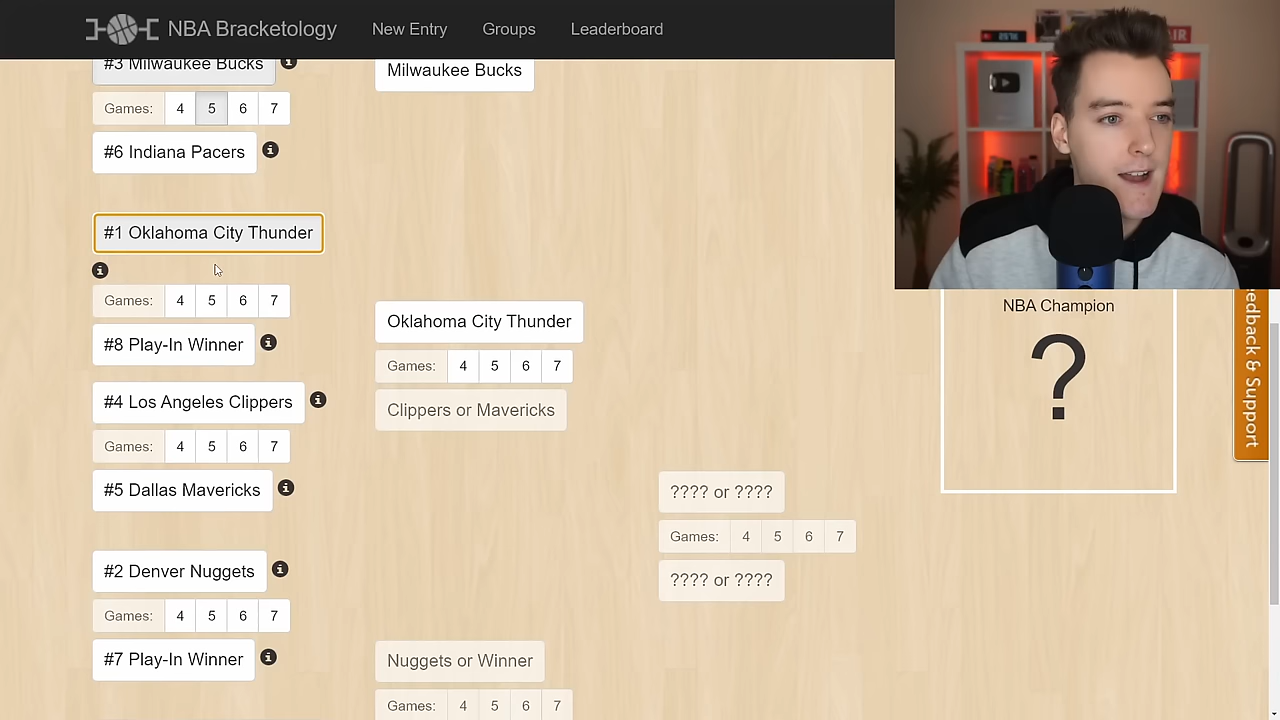 NBA Bracketology New Entry Groups Leaderboard
#3 Milwaukee Bucks
Games: 4 5 6 7
#6 Indiana Pacers
Milwaukee Bucks
#1 Oklahoma City Thunder
Games: 4 5 6 7
#8 Play-In Winner
#4 Los Angeles Clippers
Games: 4 5 6 7
#5 Dallas Mavericks
Oklahoma City Thunder
Games: 4 5 6 7
Clippers or Mavericks
#2 Denver Nuggets
Games: 4 5 6 7
#7 Play-In Winner
Nuggets or Winner
Games: 4 5 6 7
???? or ????
Games: 4 5 6 7
???? or ????
NBA Champion
?
eedback & Support